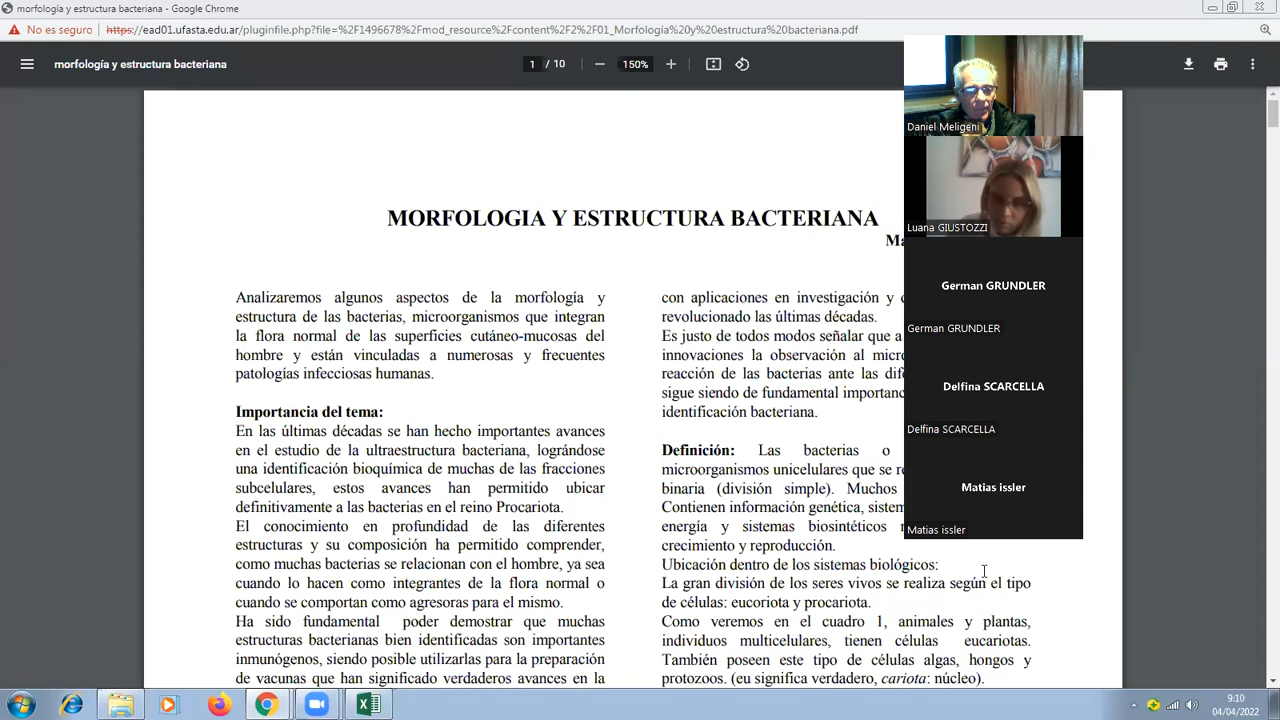 morfología y estructura bacteriana - Google Chrome
No es seguro
https://ead01.ufasta.edu.ar/pluginfile.php?file=%2F1496678%2Fmod_resource%2Fcontent%2F2%2F01_Morfología%20y%20estructura%20bacteriana.pdf
morfología y estructura bacteriana
1 / 10
150%
MORFOLOGIA Y ESTRUCTURA BACTERIANA
Analizaremos algunos aspectos de la morfología y
estructura de las bacterias, microorganismos que integran
la flora normal de las superfícies cutáneo-mucosas del
hombre y están vinculadas a numerosas y frecuentes
patologías infecciosas humanas.
Importancia del tema:
En las últimas décadas se han hecho importantes avances
en el estudio de la ultraestructura bacteriana, lográndose
una identificación bioquímica de muchas de las fracciones
subcelulares, estos avances han permitido ubicar
definitivamente a las bacterias en el reino Procariota.
El conocimiento en profundidad de las diferentes
estructuras y su composición ha permitido comprender,
como muchas bacterias se relacionan con el hombre, ya sea
cuando lo hacen como integrantes de la flora normal o
cuando se comportan como agresoras para el mismo.
Ha sido fundamental poder demostrar que muchas
estructuras bacterianas bien identificadas son importantes
inmunógenos, siendo posible utilizarlas para la preparación
de vacunas que han significado verdaderos avances en la
con aplicaciones en investigación y
revolucionado las últimas décadas.
Es justo de todos modos señalar que a
innovaciones la observación al
reacción de las bacterias ante las
sigue siendo de fundamental
identificación bacteriana.
Definición: Las bacterias o
microorganismos unicelulares que se
binaria (división simple). Muchos
Contienen información genética,
energía y sistemas biosintéticos
crecimiento y reproducción.
Ubicación dentro de los sistemas biológicos:
La gran división de los seres vivos se realiza según el tipo
de células: eucoriota y procariota.
Como veremos en el cuadro 1, animales y plantas,
individuos multicelulares, tienen células eucariotas.
También poseen este tipo de células algas, hongos y
protozoos. (eu significa verdadero, cariota: núcleo).
Daniel Meligeni
Luana GIUSTOZZI
German GRUNDLER
German GRUNDLER
Delfina SCARCELLA
Delfina SCARCELLA
Matias issler
Matias issler
9:10
04/04/2022